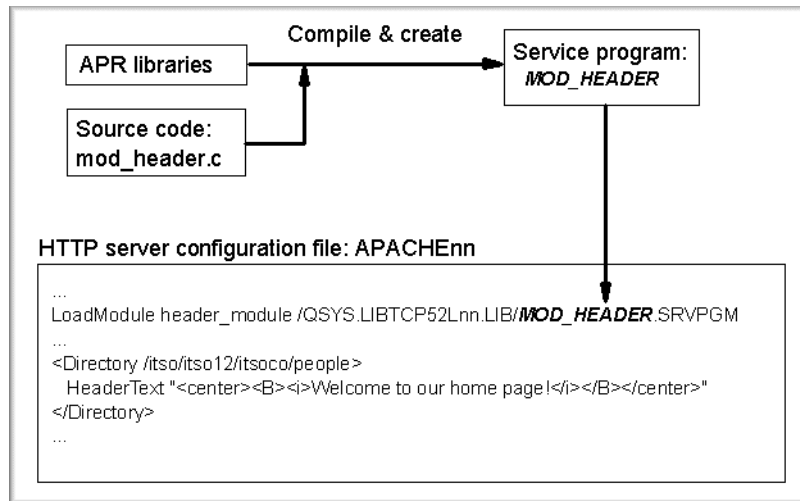 Compile & create
APR libraries
Service program:
MOD_HEADER
Source code:
mod_header.c
HTTP server configuration file: APACHEnn
...
LoadModule header_module /QSYS.LIBTCP52Lnn.LIB/MOD_HEADER.SRVPGM
...
<Directory /itso/itso12/itsoco/people>
HeaderText "<center><B><i>Welcome to our home page!</i></B></center>"
</Directory>
...